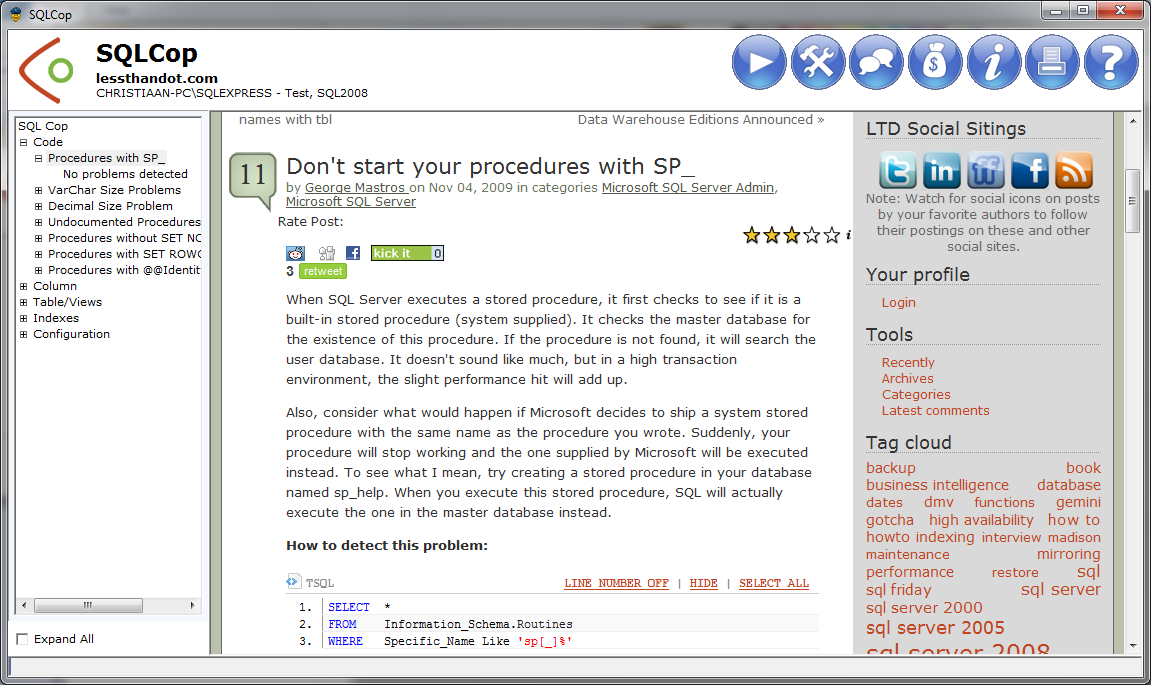 SQLCop
SQLCop
lessthandot.com
CHRISTIAAN-PC\SQLEXPRESS - Test, SQL2008
SQL Cop
Code
Procedures with SP_
No problems detected
VarChar Size Problems
Decimal Size Problem
Undocumented Procedures
Procedures without SET NO
Procedures with SET ROWC
Procedures with @@Identit
Column
Table/Views
Indexes
Configuration
Expand All
names with tbl
Data Warehouse Editions Announced »
11
Don't start your procedures with SP_
by George Mastros on Nov 04, 2009 in categories Microsoft SQL Server Admin,
Microsoft SQL Server
Rate Post:
kick it 0
3 retweet
When SQL Server executes a stored procedure, it first checks to see if it is a
built-in stored procedure (system supplied). It checks the master database for
the existence of this procedure. If the procedure is not found, it will search the
user database. It doesn't sound like much, but in a high transaction
environment, the slight performance hit will add up.
Also, consider what would happen if Microsoft decides to ship a system stored
procedure with the same name as the procedure you wrote. Suddenly, your
procedure will stop working and the one supplied by Microsoft will be executed
instead. To see what I mean, try creating a stored procedure in your database
named sp_help. When you execute this stored procedure, SQL will actually
execute the one in the master database instead.
How to detect this problem:
TSQL
LINE NUMBER OFF | HIDE | SELECT ALL
1. SELECT *
2. FROM Information_Schema.Routines
3. WHERE Specific_Name Like 'sp[_]%'
LTD Social Sitings
Note: Watch for social icons on posts
by your favorite authors to follow
their postings on these and other
social sites.
Your profile
Login
Tools
Recently
Archives
Categories
Latest comments
Tag cloud
backup book
business intelligence database
dates dmv functions gemini
gotcha high availability how to
howto indexing interview madison
maintenance mirroring
performance restore sql
sql friday sql server
sql server 2000
sql server 2005
sql server 2008